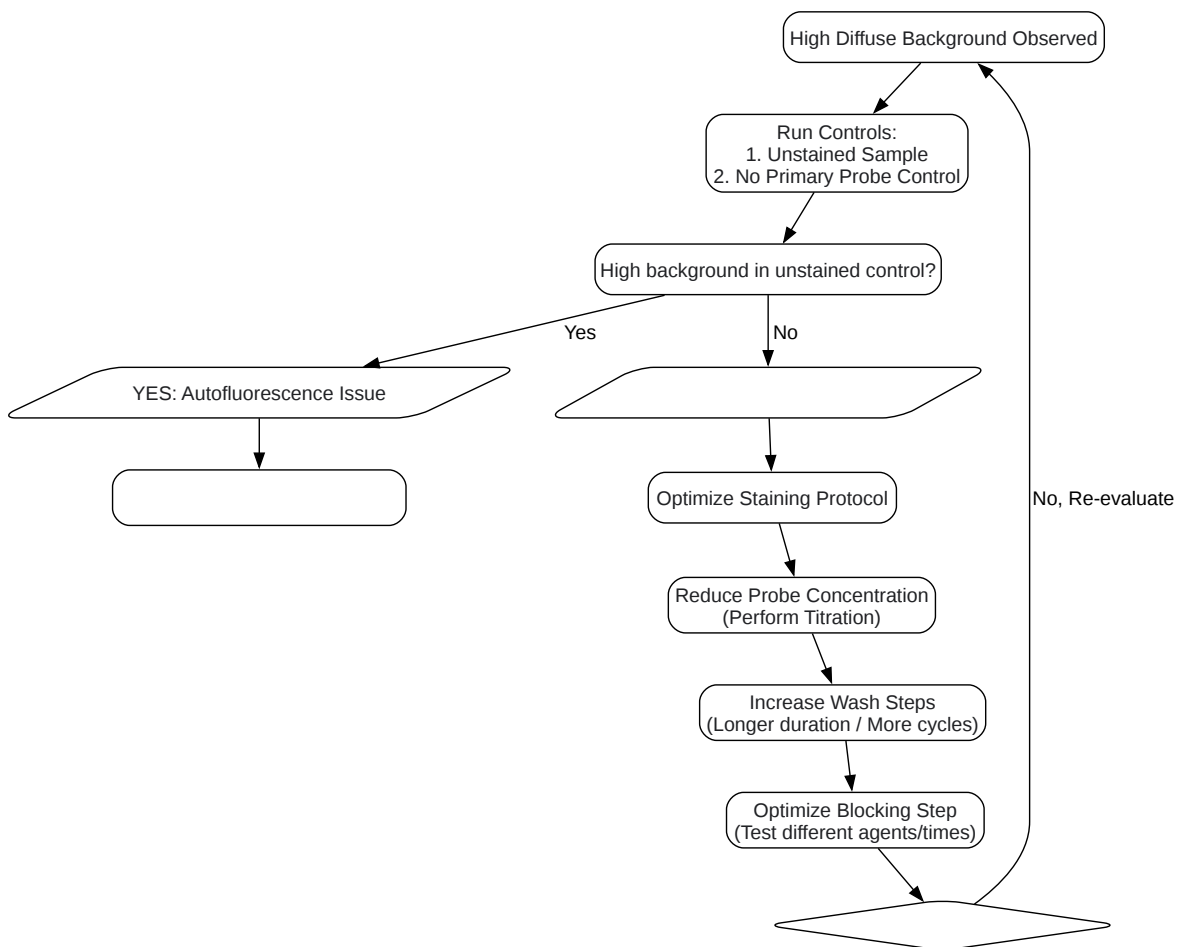 High Diffuse Background Observed
Run Controls:
1. Unstained Sample
2. No Primary Probe Control
High background in unstained control?
Yes
No
YES: Autofluorescence Issue
Optimize Staining Protocol
No, Re-evaluate
Reduce Probe Concentration
(Perform Titration)
Increase Wash Steps
(Longer duration / More cycles)
Optimize Blocking Step
(Test different agents/times)